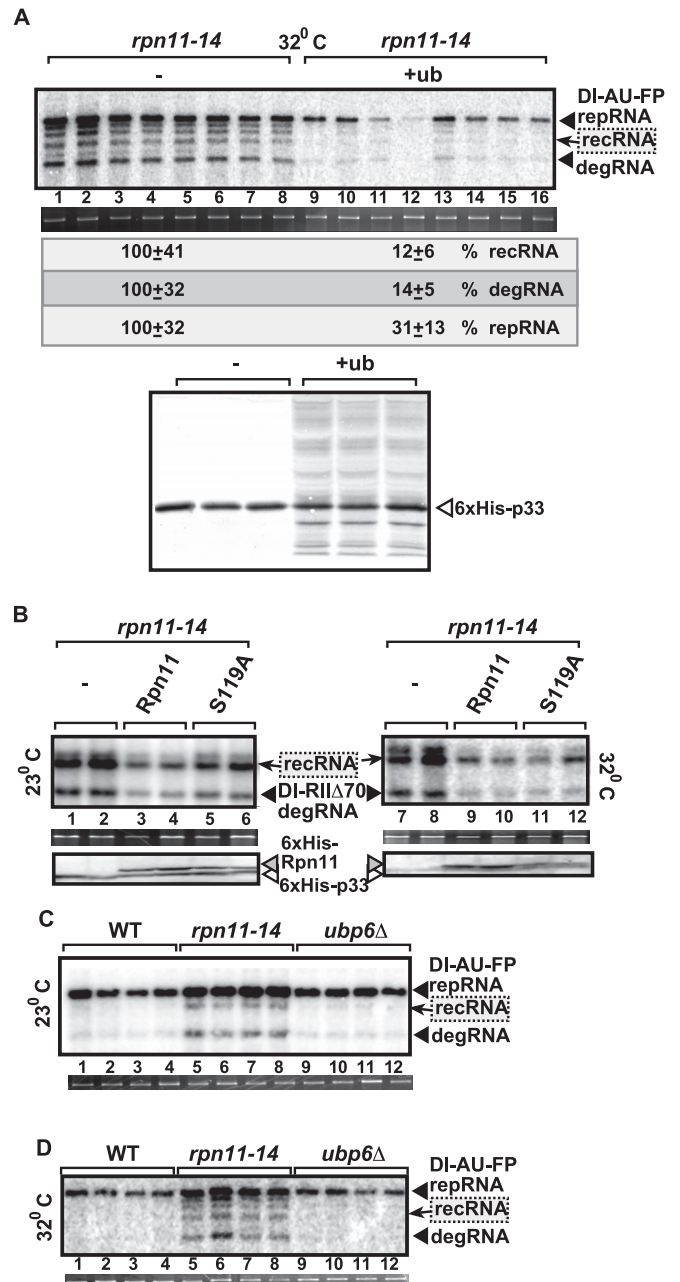 A
rpn11-14 32⁰ C rpn11-14
- +ub
DI-AU-FP
repRNA
recRNA
degRNA
1 2 3 4 5 6 7 8 9 10 11 12 13 14 15 16
100±41 12±6 % recRNA
100±32 14±5 % degRNA
100±32 31±13 % repRNA
- +ub
6xHis-p33
B
rpn11-14 rpn11-14
- Rpn11 S119A - Rpn11 S119A
23⁰ C recRNA 32⁰ C
DI-RIIΔ70
degRNA
1 2 3 4 5 6 7 8 9 10 11 12
6xHis-
Rpn11
6xHis-p33
C
WT rpn11-14 ubp6Δ
23⁰ C
DI-AU-FP
repRNA
recRNA
degRNA
1 2 3 4 5 6 7 8 9 10 11 12
D
WT rpn11-14 ubp6Δ
32⁰ C
DI-AU-FP
repRNA
recRNA
degRNA
1 2 3 4 5 6 7 8 9 10 11 12